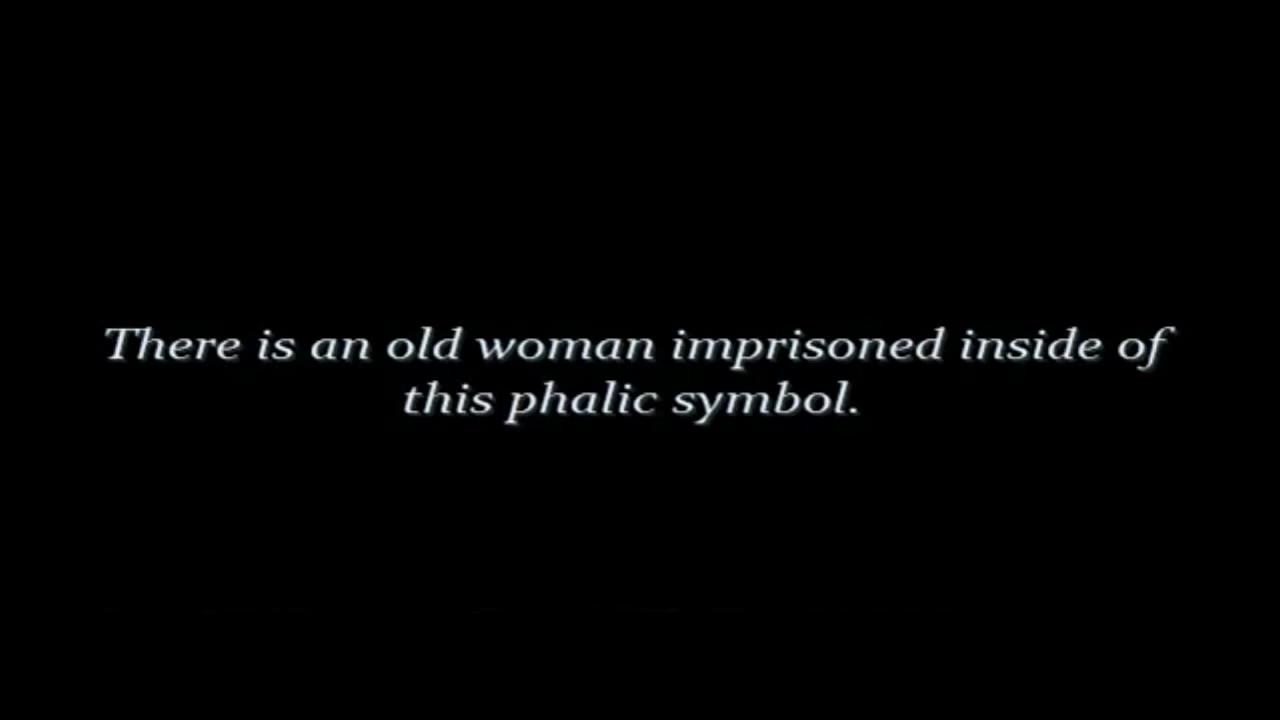 There is an old woman imprisoned inside of
this phalic symbol.